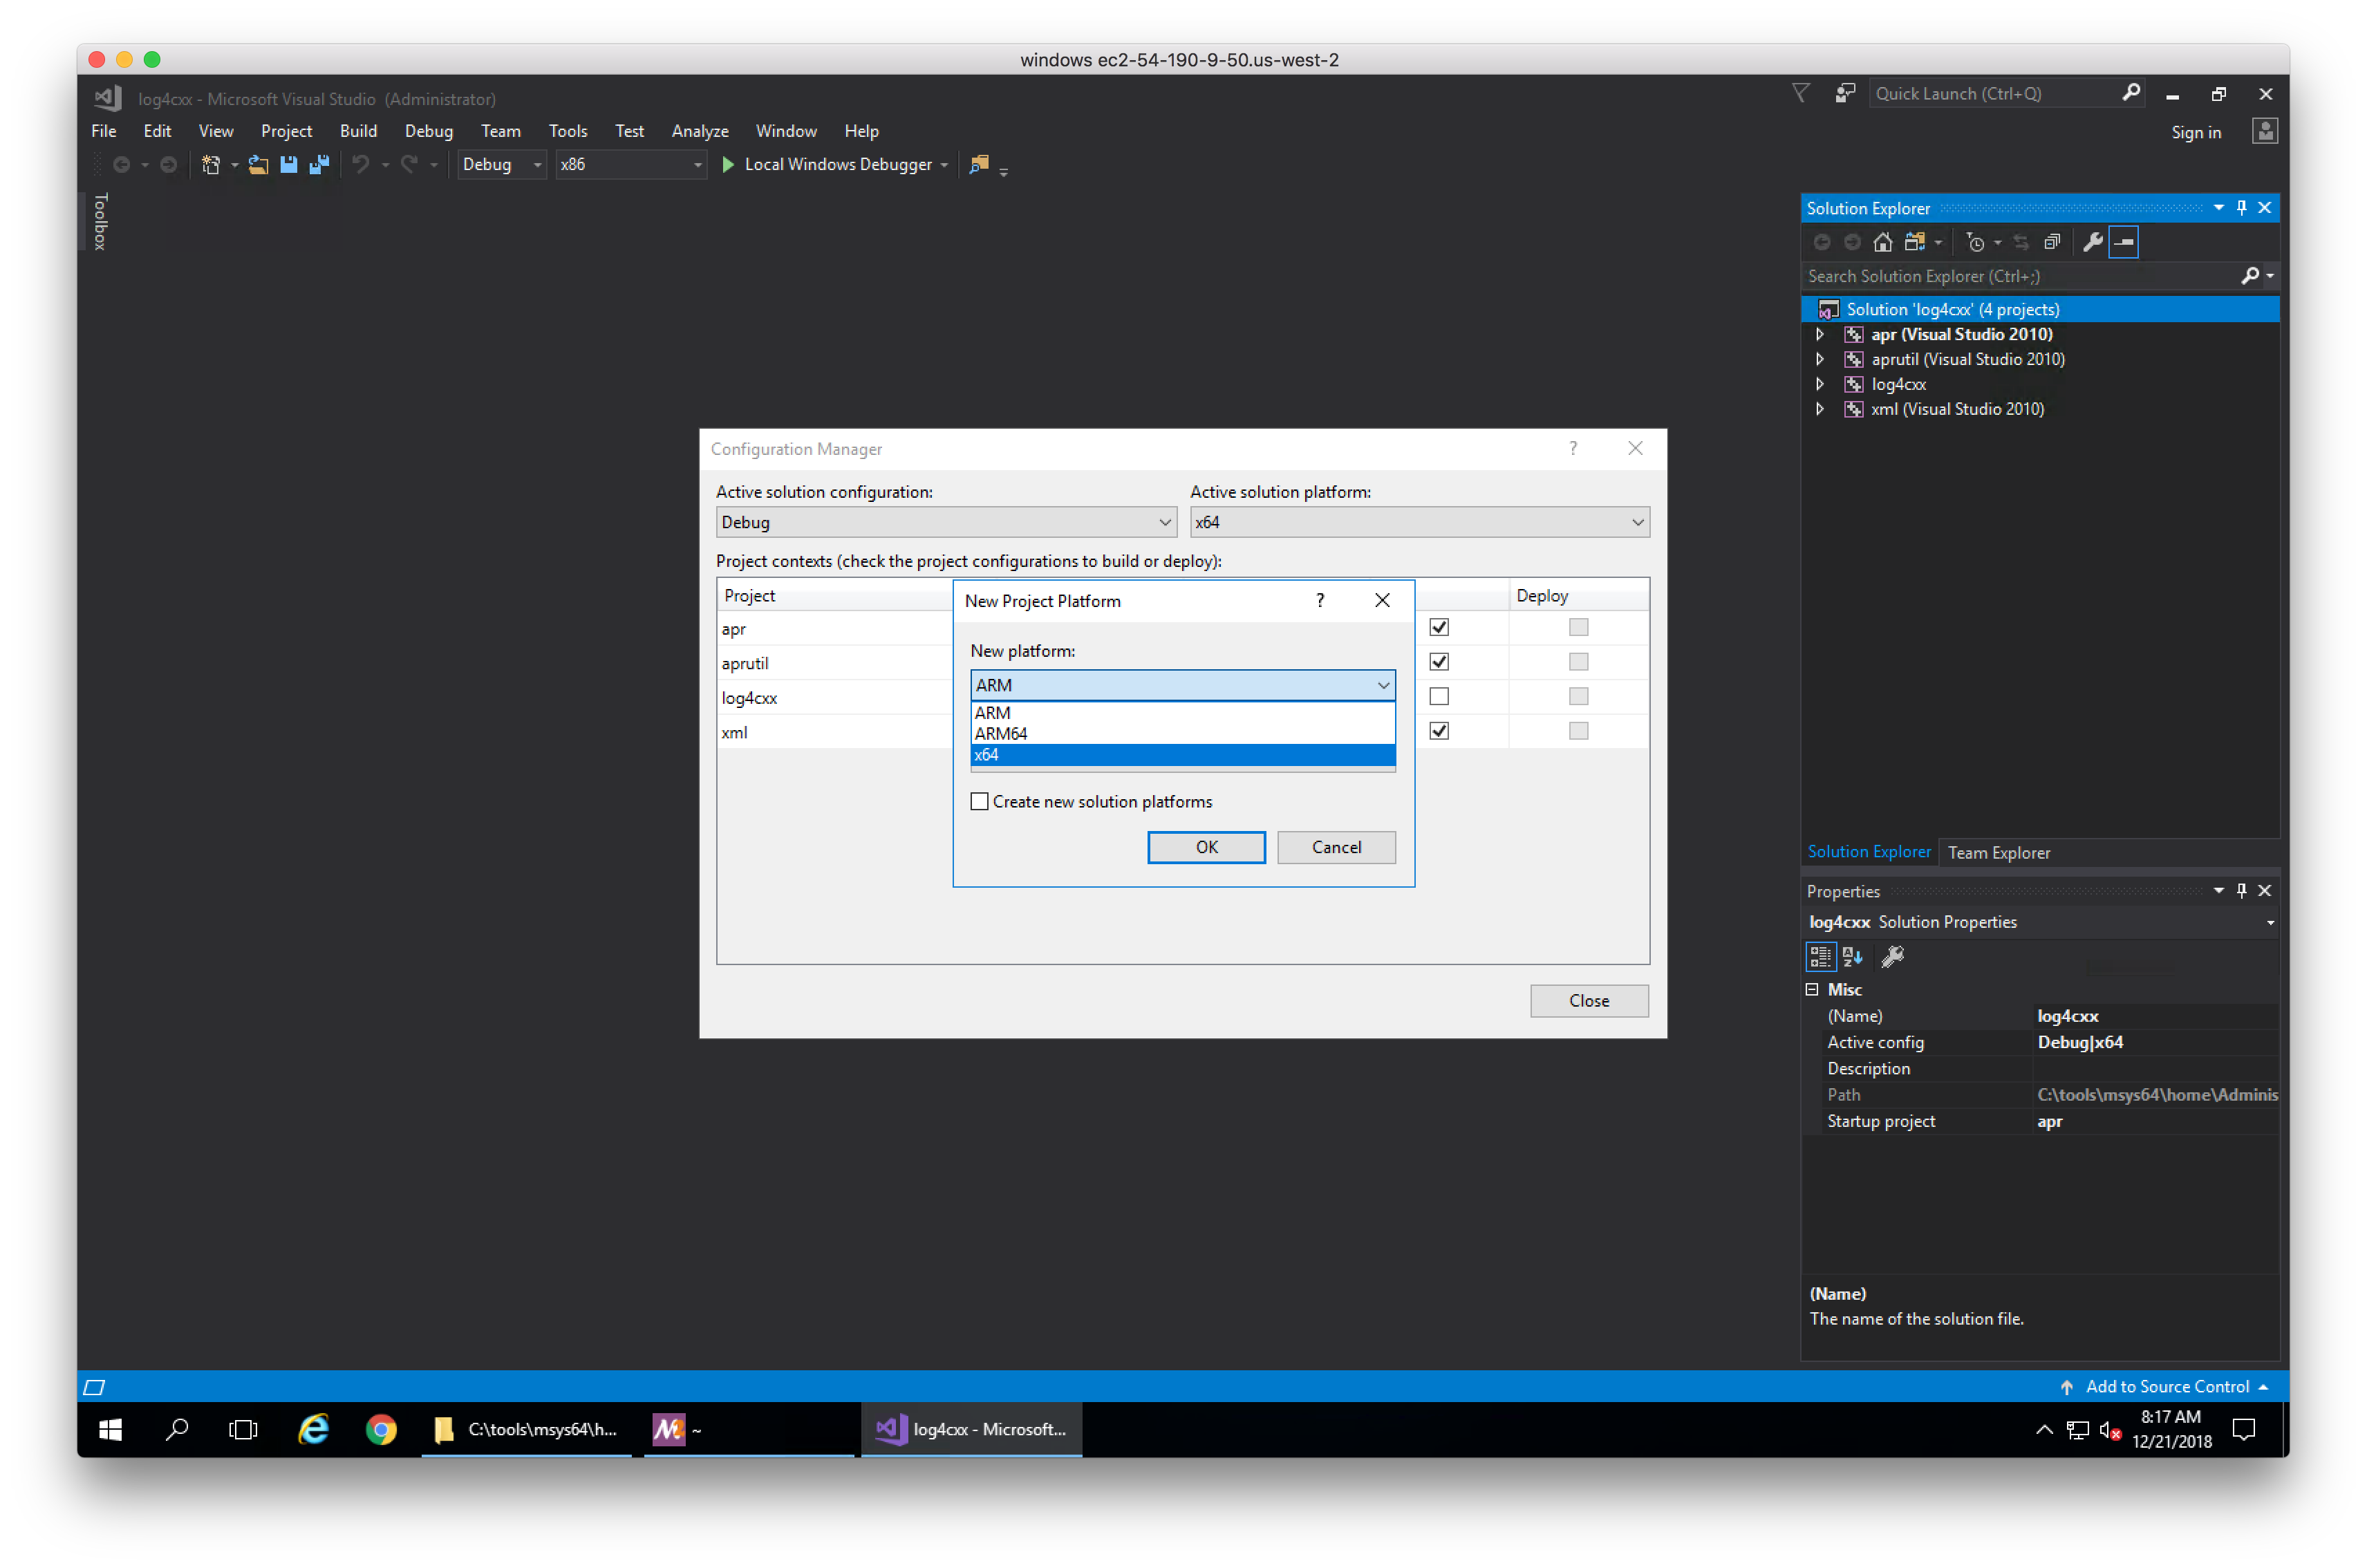 windows ec2-54-190-9-50.us-west-2
log4cxx - Microsoft Visual Studio (Administrator)
Quick Launch (Ctrl+Q)
File Edit View Project Build Debug Team Tools Test Analyze Window Help
Sign in
Debug x86 Local Windows Debugger
Toolbox
Solution Explorer
Search Solution Explorer (Ctrl+;)
Solution 'log4cxx' (4 projects)
apr (Visual Studio 2010)
aprutil (Visual Studio 2010)
log4cxx
xml (Visual Studio 2010)
Configuration Manager
Active solution configuration: Active solution platform:
Debug x64
Project contexts (check the project configurations to build or deploy):
Project Deploy
apr
aprutil
log4cxx
xml
New Project Platform
New platform:
ARM
ARM
ARM64
x64
Create new solution platforms
OK Cancel
Close
Solution Explorer Team Explorer
Properties
log4cxx Solution Properties
Misc
(Name) log4cxx
Active config Debug|x64
Description
Path C:\tools\msys64\home\Adminis
Startup project apr
(Name)
The name of the solution file.
Add to Source Control
C:\tools\msys64\h... ~ log4cxx - Microsoft...
8:17 AM
12/21/2018